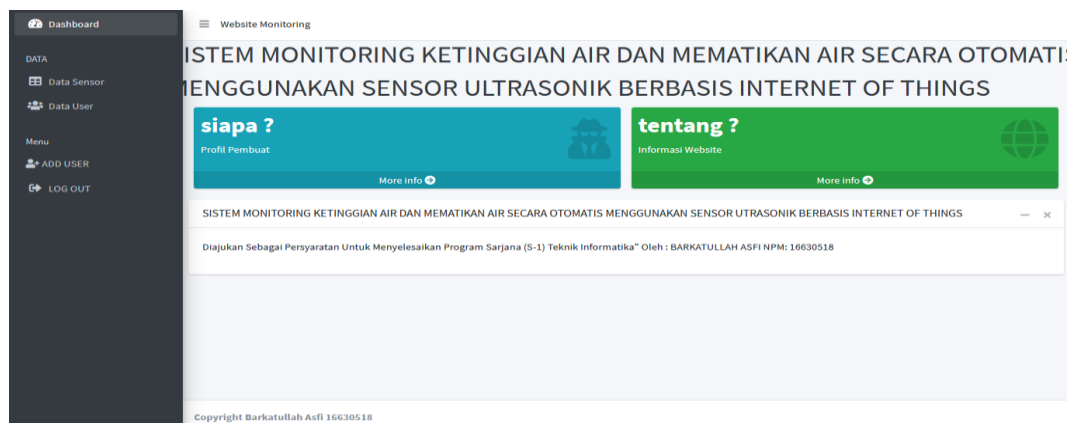 Dashboard
Website Monitoring
DATA
Data Sensor
Data User
Menu
ADD USER
LOG OUT
ISTEM MONITORING KETINGGIAN AIR DAN MEMATIKAN AIR SECARA OTOMATI
ENGGUNAKAN SENSOR ULTRASONIK BERBASIS INTERNET OF THINGS
siapa ?
Profil Pembuat
More info
tentang ?
Informasi Website
More info
SISTEM MONITORING KETINGGIAN AIR DAN MEMATIKAN AIR SECARA OTOMATIS MENGGUNAKAN SENSOR UTRASONIK BERBASIS INTERNET OF THINGS
Diajukan Sebagai Persyaratan Untuk Menyelesaikan Program Sarjana (S-1) Teknik Informatika" Oleh : BARKATULLAH ASFI NPM: 16630518
Copyright Barkatullah Asfi 16630518